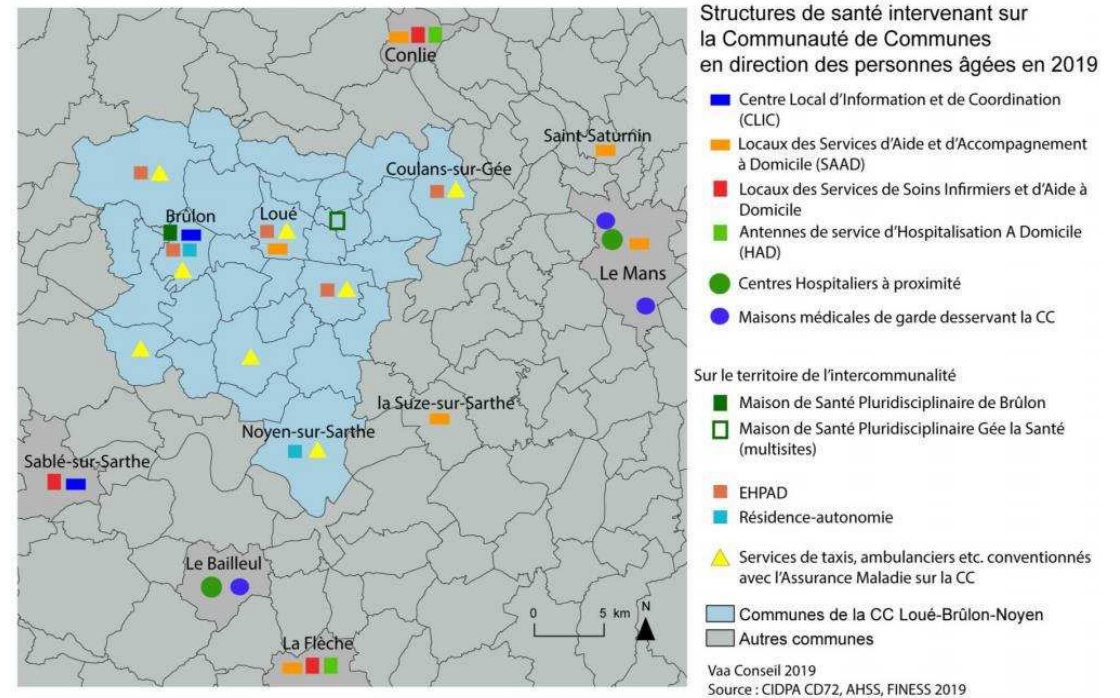 Structures de santé intervenant sur
la Communauté de Communes
en direction des personnes âgées en 2019
Centre Local d'Information et de Coordination
(CLIC)
Locaux des Services d'Aide et d'Accompagnement
à Domicile (SAAD)
Locaux des Services de Soins Infirmiers et d'Aide à
Domicile
Antennes de service d'Hospitalisation A Domicile
(HAD)
Centres Hospitaliers à proximité
Maisons médicales de garde desservant la CC
Sur le territoire de l'intercommunalité
Maison de Santé Pluridisciplinaire de Brûlon
Maison de Santé Pluridisciplinaire Gée la Santé
(multisites)
EHPAD
Résidence-autonomie
Services de taxis, ambulanciers etc. conventionnés
avec l'Assurance Maladie sur la CC
Communes de la CC Loué-Brûlon-Noyen
Autres communes
Vaa Conseil 2019
Source : CIDPA CD72, AHSS, FINESS 2019
Conlie
Saint-Saturnin
Coulans-sur-Gée
Brûlon
Loué
Le Mans
la Suze-sur-Sarthe
Noyen-sur-Sarthe
Sablé-sur-Sarthe
Le Bailleul
La Flèche
0 5 km
N